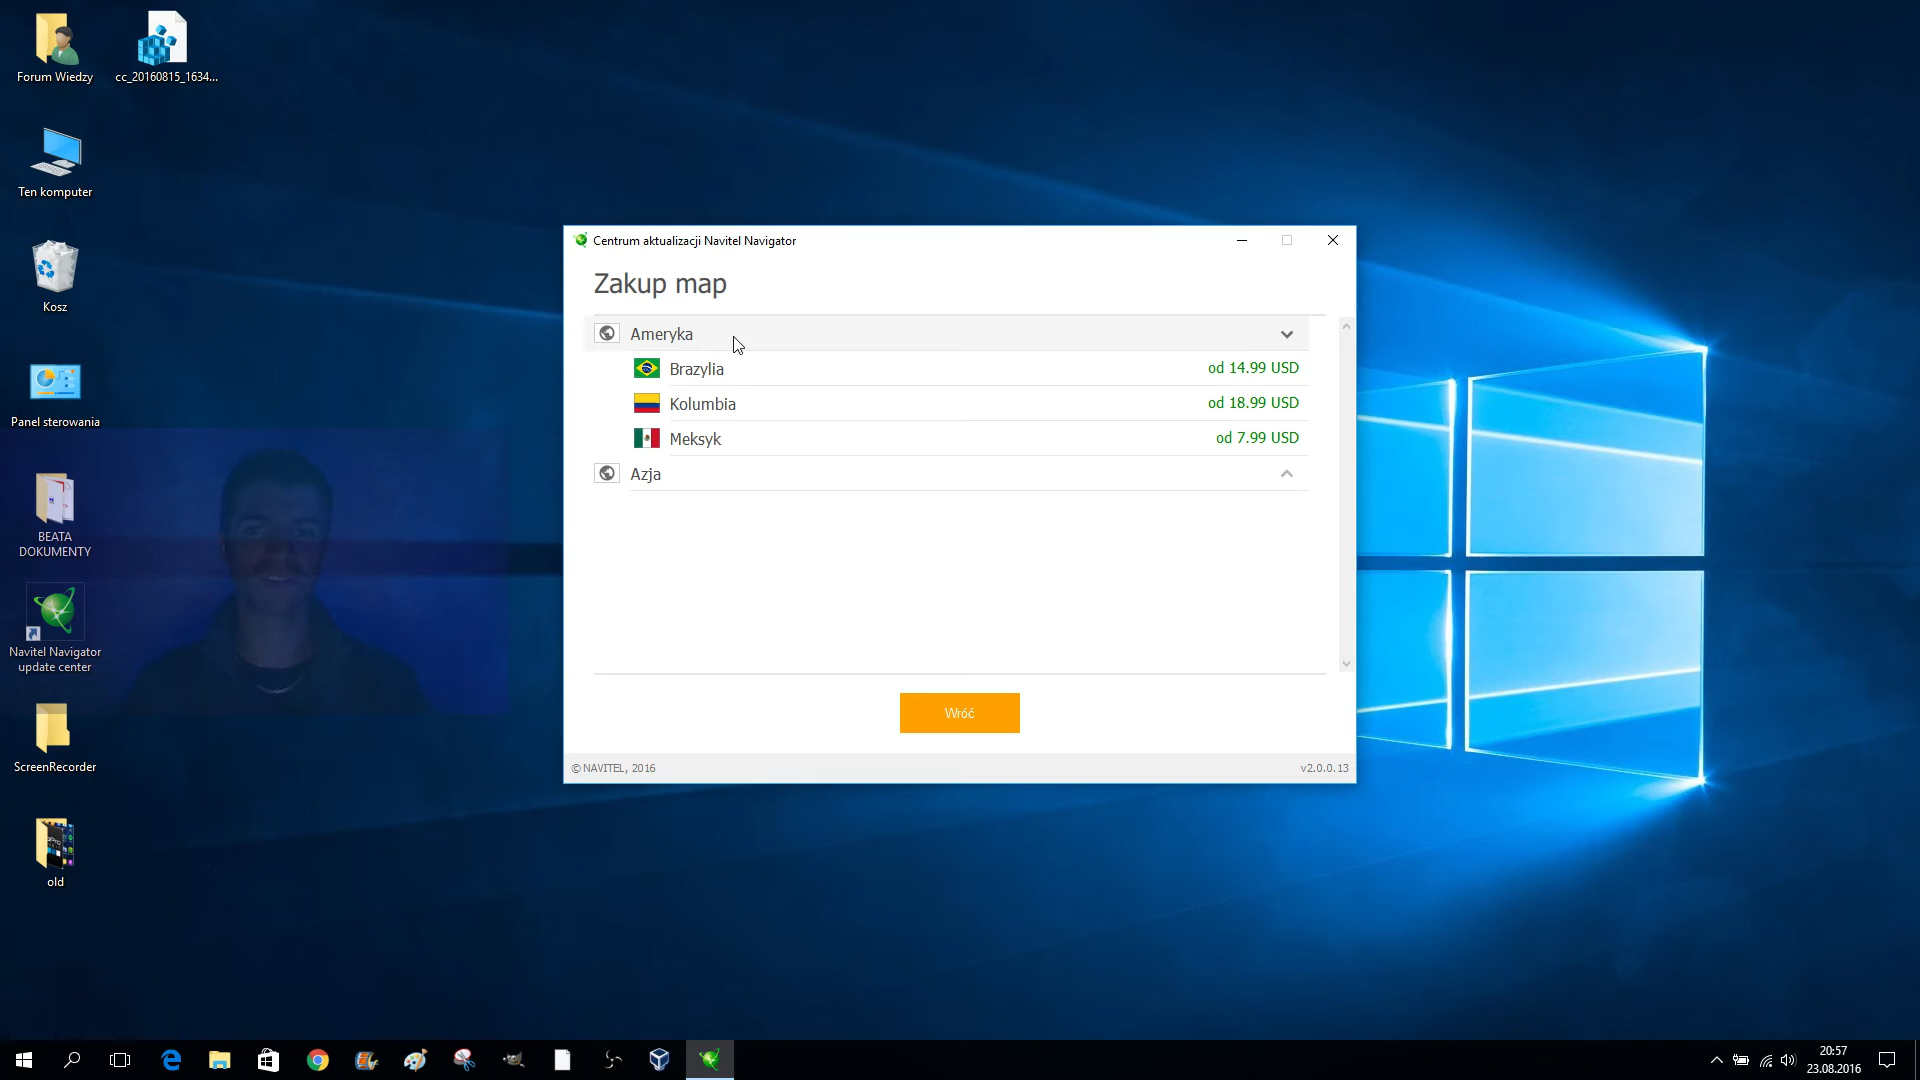 Forum Wiedzy
cc_20160815_1634...
Ten komputer
Kosz
Panel sterowania
BEATA
DOKUMENTY
Navitel Navigator
update center
ScreenRecorder
old
Centrum aktualizacji Navitel Navigator
Zakup map
Ameryka
Brazylia od 14.99 USD
Kolumbia od 18.99 USD
Meksyk od 7.99 USD
Azja
Wróć
© NAVITEL, 2016 v2.0.0.13
20:57
23.08.2016